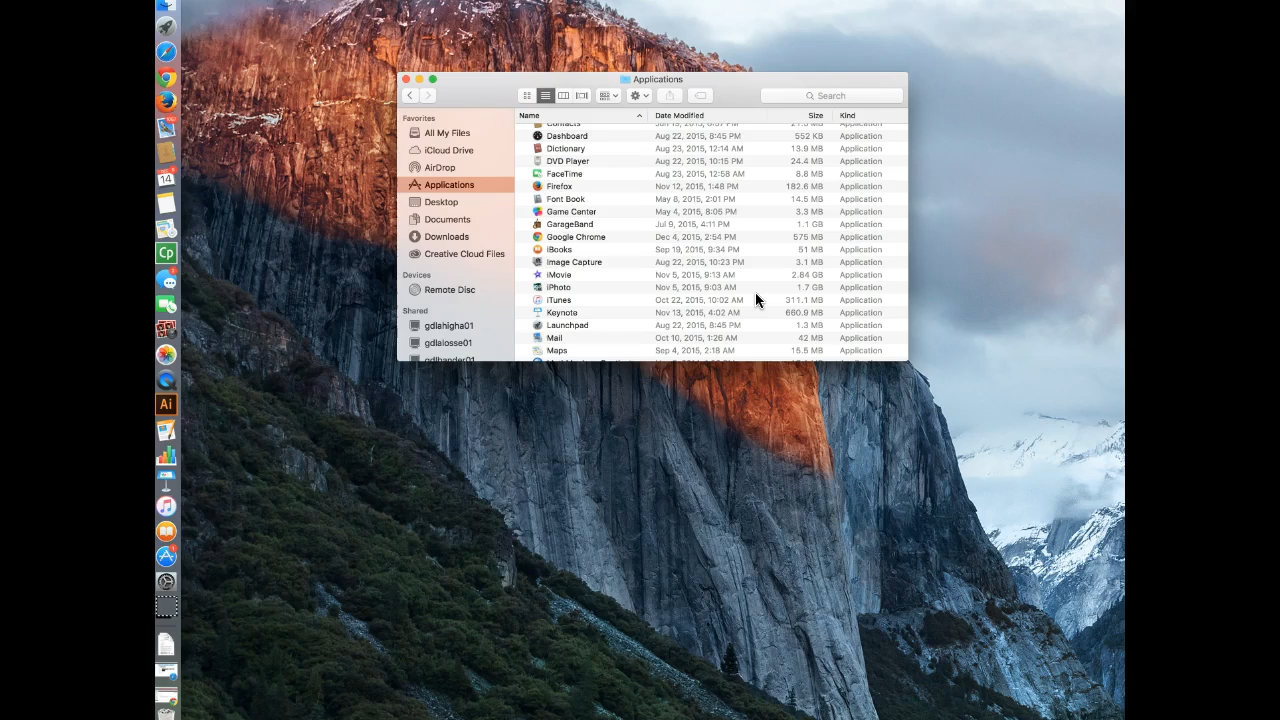 Applications
Search
Name Date Modified Size Kind
Favorites
All My Files
iCloud Drive
AirDrop
Applications
Desktop
Documents
Downloads
Creative Cloud Files
Devices
Remote Disc
Shared
gdlahigha01
gdlalosse01
Dashboard Aug 22, 2015, 8:45 PM 552 KB Application
Dictionary Aug 23, 2015, 12:14 AM 13.9 MB Application
DVD Player Aug 22, 2015, 10:15 PM 24.4 MB Application
FaceTime Aug 23, 2015, 12:58 AM 8.8 MB Application
Firefox Nov 12, 2015, 1:48 PM 182.6 MB Application
Font Book May 8, 2015, 2:01 PM 14.5 MB Application
Game Center May 4, 2015, 8:05 PM 3.3 MB Application
GarageBand Jul 9, 2015, 4:11 PM 1.1 GB Application
Google Chrome Dec 4, 2015, 2:54 PM 575 MB Application
iBooks Sep 19, 2015, 9:34 PM 51 MB Application
Image Capture Aug 22, 2015, 10:23 PM 3.1 MB Application
iMovie Nov 5, 2015, 9:13 AM 2.84 GB Application
iPhoto Nov 5, 2015, 9:03 AM 1.7 GB Application
iTunes Oct 22, 2015, 10:02 AM 311.1 MB Application
Keynote Nov 13, 2015, 4:02 AM 660.9 MB Application
Launchpad Aug 22, 2015, 8:45 PM 1.3 MB Application
Mail Oct 10, 2015, 1:26 AM 42 MB Application
Maps Sep 4, 2015, 2:18 AM 15.5 MB Application
14
Cp
Ai